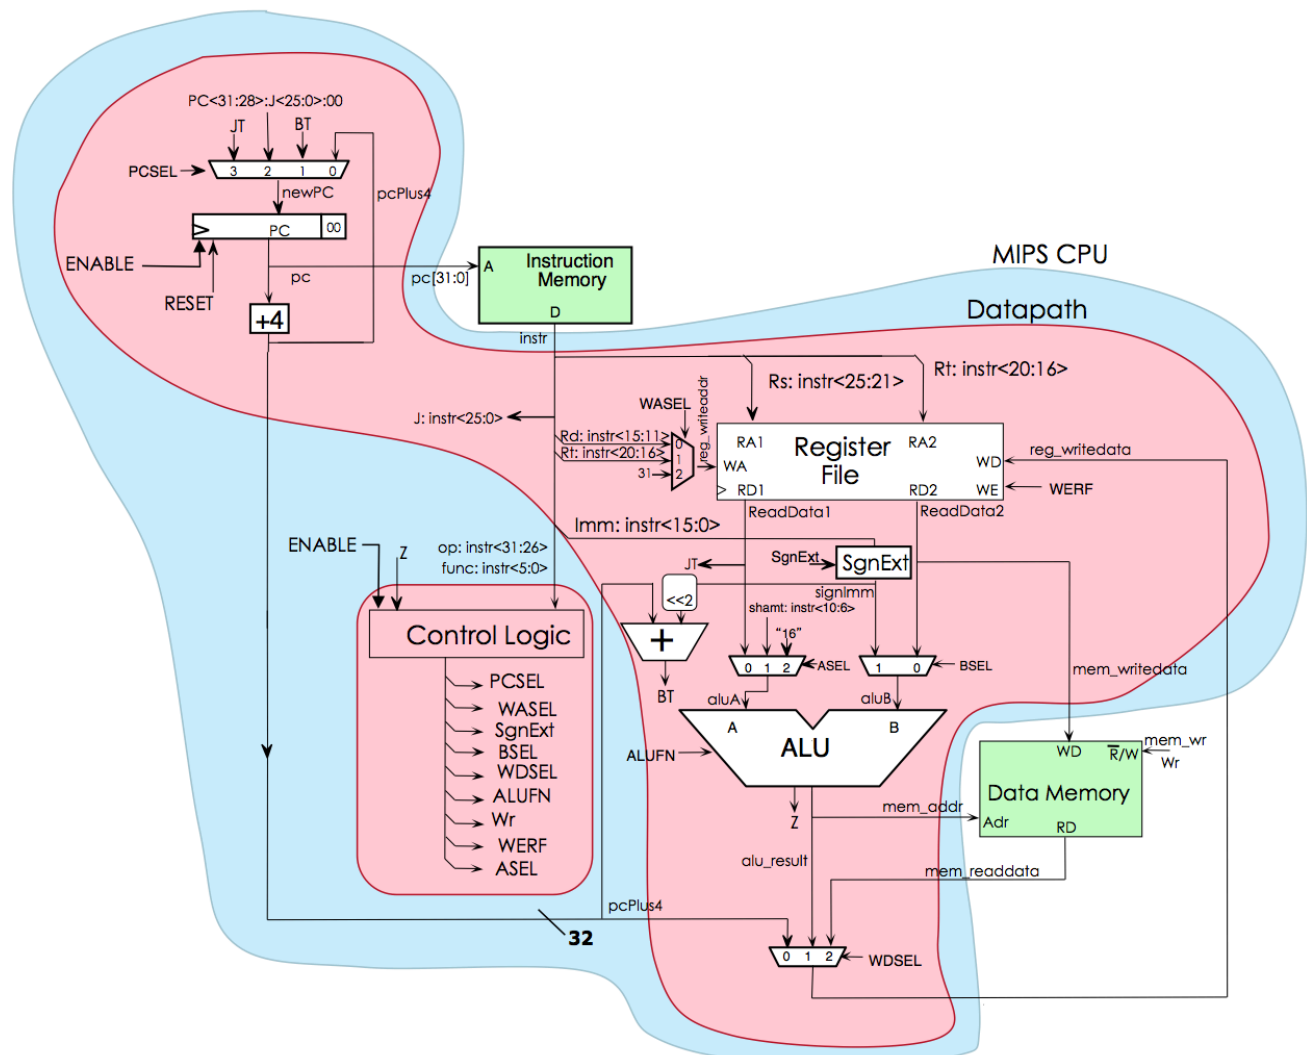 PC<31:28>:J<25:0>:00
JT
BT
PCSEL
3 2 1 0
newPC
pcPlus4
PC
00
ENABLE
RESET
pc
pc[31:0]
+4
A
Instruction
Memory
D
instr
MIPS CPU
Datapath
Rs: instr<25:21>
Rt: instr<20:16>
J: instr<25:0>
WASEL
Rd: instr<15:11>
Rt: instr<20:16>
31
0
1
2
reg_writeaddr
RA1
RA2
Register
File
WA
WD
RD1
RD2
WE
reg_writedata
WERF
ReadData1
ReadData2
Imm: instr<15:0>
ENABLE
Z
op: instr<31:26>
func: instr<5:0>
JT
SgnExt
SgnExt
signImm
<<2
shamt: instr<10:6>
"16"
+
BT
0 1 2
ASEL
1 0
BSEL
Control Logic
PCSEL
WASEL
SgnExt
BSEL
WDSEL
ALUFN
Wr
WERF
ASEL
aluA
aluB
A
B
ALU
ALUFN
Z
mem_writedata
WD
R/W
mem_wr
Wr
Data Memory
mem_addr
Adr
RD
alu_result
mem_readdata
pcPlus4
32
0 1 2
WDSEL